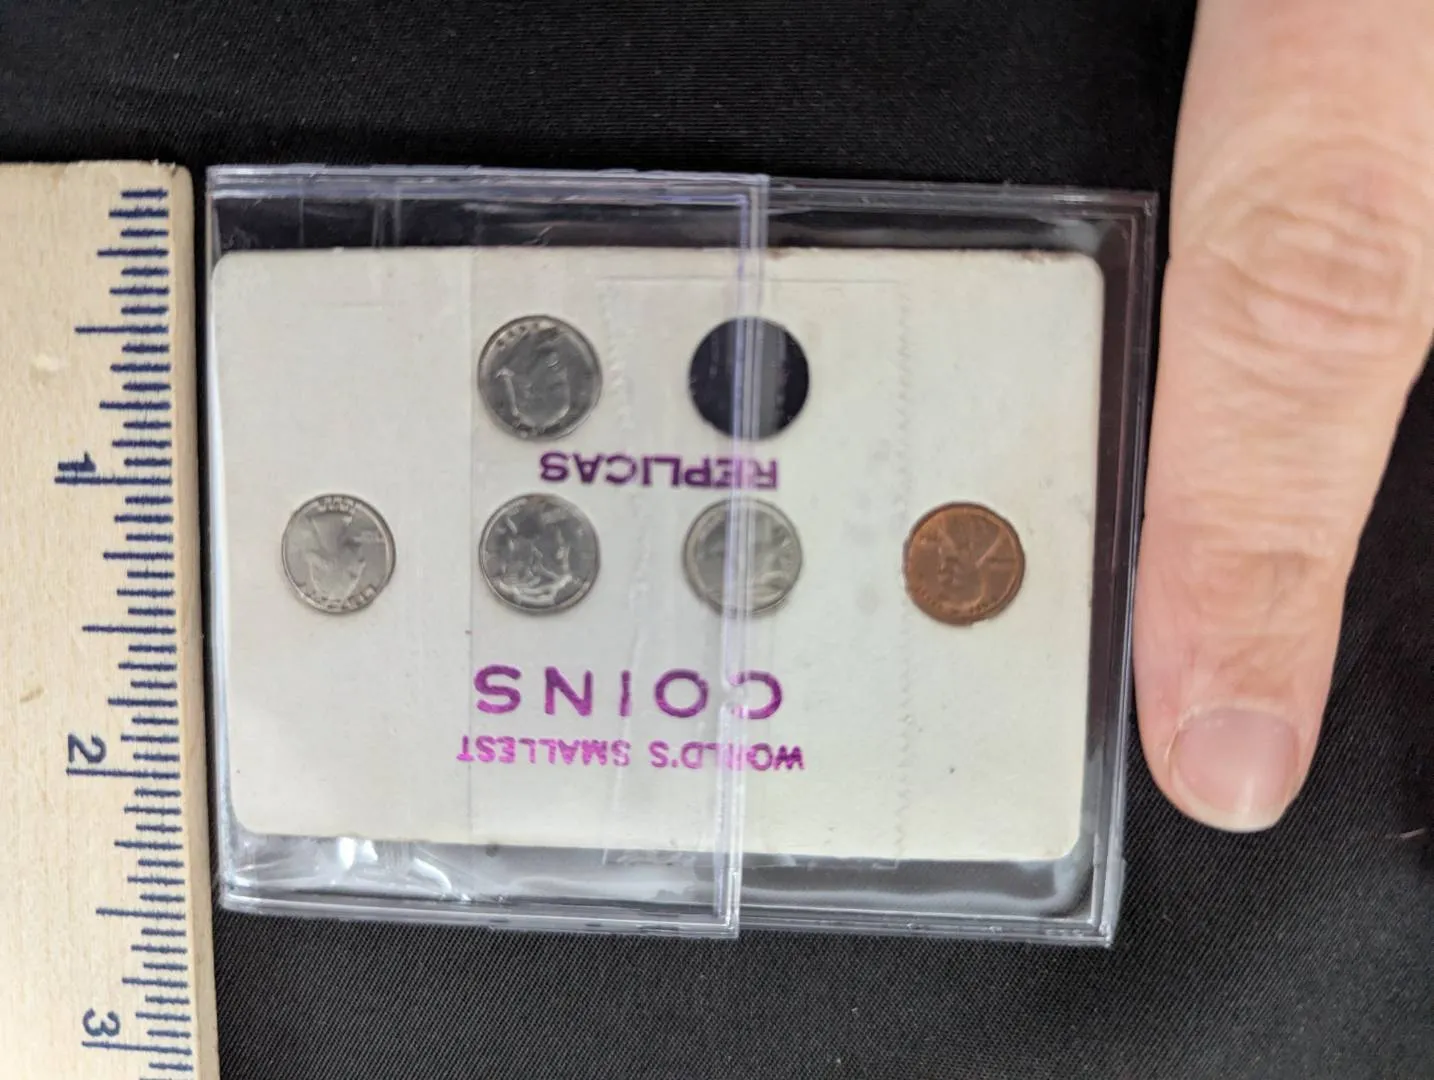 WORLD'S SMALLEST
COINS
REPLICAS
1
2
3